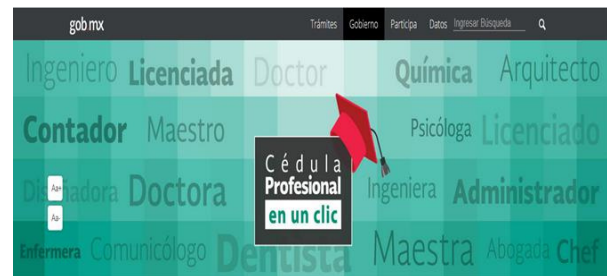 gob mx Trámites Gobierno Participa Datos Ingresar Búsqueda
Ingeniero Licenciada Doctor Química Arquitecto
Contador Maestro Psicóloga Licenciado
Cédula
Profesional
en un clic
Aa+
Diseñadora Doctora Ingeniera Administrador
Aa-
Enfermera Comunicólogo Dentista Maestra Abogada Chef